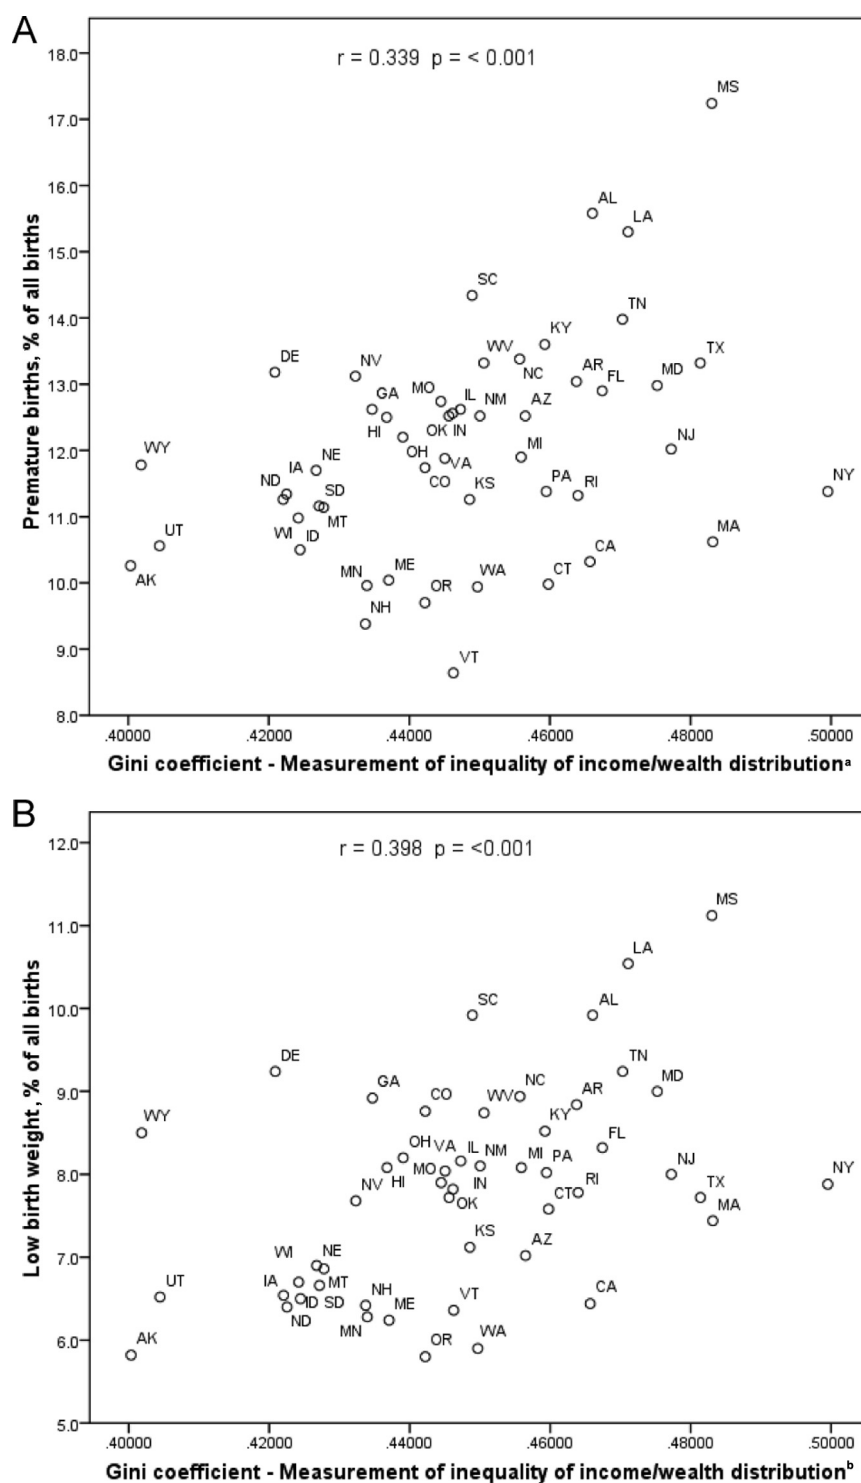 A
r = 0.339 p = < 0.001
Premature births, % of all births
18.0
17.0
16.0
15.0
14.0
13.0
12.0
11.0
10.0
9.0
8.0
MS
AL
LA
SC
TN
KY
TX
WV
DE
NV
NC
AR
FL
MD
GA
MO
IL
NM
AZ
HI
OK
IN
NJ
WY
NE
OH
VA
MI
IA
ND
SD
CO
KS
PA
RI
NY
UT
WI
ID
MT
MA
CA
AK
MN
ME
OR
WA
CT
NH
VT
.40000
.42000
.44000
.46000
.48000
.50000
Gini coefficient - Measurement of inequality of income/wealth distributionᵃ
B
r = 0.398 p = <0.001
Low birth weight, % of all births
12.0
11.0
10.0
9.0
8.0
7.0
6.0
5.0
MS
LA
SC
AL
DE
TN
MD
GA
CO
WV
NC
AR
WY
KY
FL
OH
VA
IL
NM
MI
PA
NJ
NY
NV
HI
MO
IN
OK
CT
RI
TX
MA
KS
AZ
WI
NE
UT
IA
MT
NH
VT
CA
ND
ID
SD
ME
AK
MN
OR
WA
.40000
.42000
.44000
.46000
.48000
.50000
Gini coefficient - Measurement of inequality of income/wealth distributionᵇ